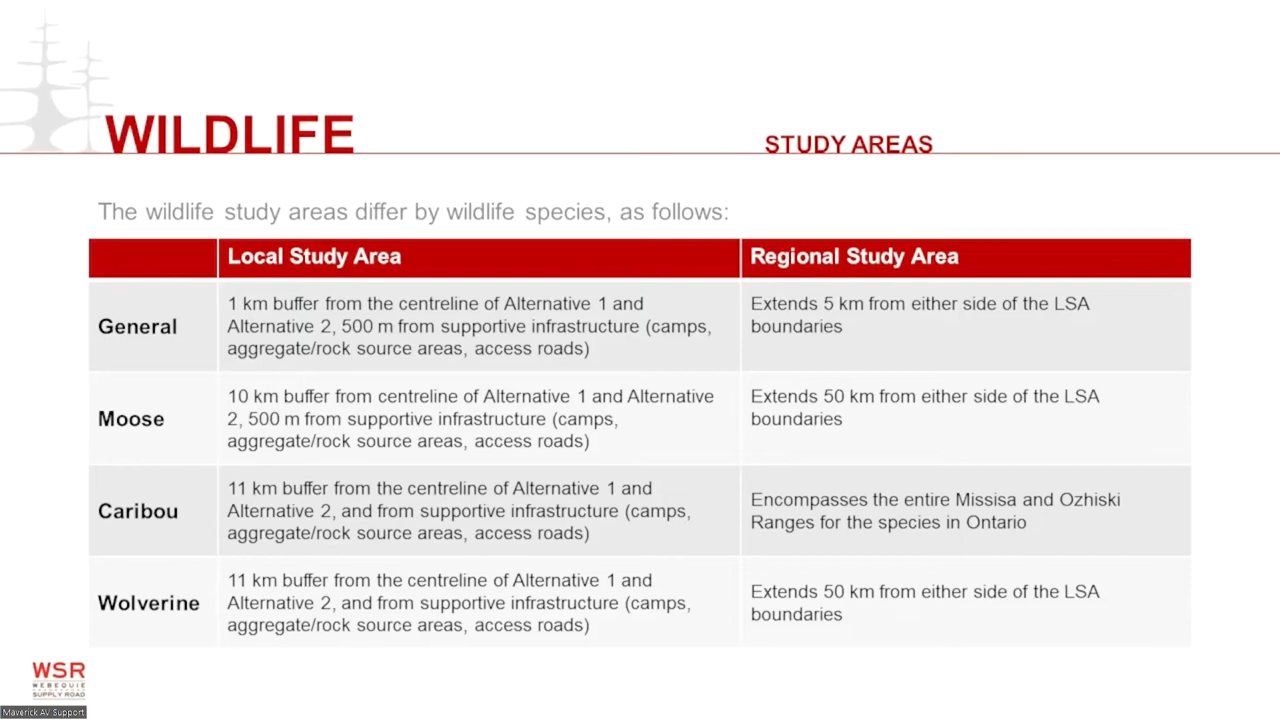 WILDLIFE
STUDY AREAS
The wildlife study areas differ by wildlife species, as follows:
Local Study Area
Regional Study Area
General
1 km buffer from the centreline of Alternative 1 and
Alternative 2, 500 m from supportive infrastructure (camps,
aggregate/rock source areas, access roads)
Extends 5 km from either side of the LSA
boundaries
Moose
10 km buffer from centreline of Alternative 1 and Alternative
2, 500 m from supportive infrastructure (camps,
aggregate/rock source areas, access roads)
Extends 50 km from either side of the LSA
boundaries
Caribou
11 km buffer from the centreline of Alternative 1 and
Alternative 2, and from supportive infrastructure (camps,
aggregate/rock source areas, access roads)
Encompasses the entire Missisa and Ozhiski
Ranges for the species in Ontario
Wolverine
11 km buffer from the centreline of Alternative 1 and
Alternative 2, and from supportive infrastructure (camps,
aggregate/rock source areas, access roads)
Extends 50 km from either side of the LSA
boundaries
WSR
WEBEQUIE
SUPPLY ROAD
Maverick AV Support